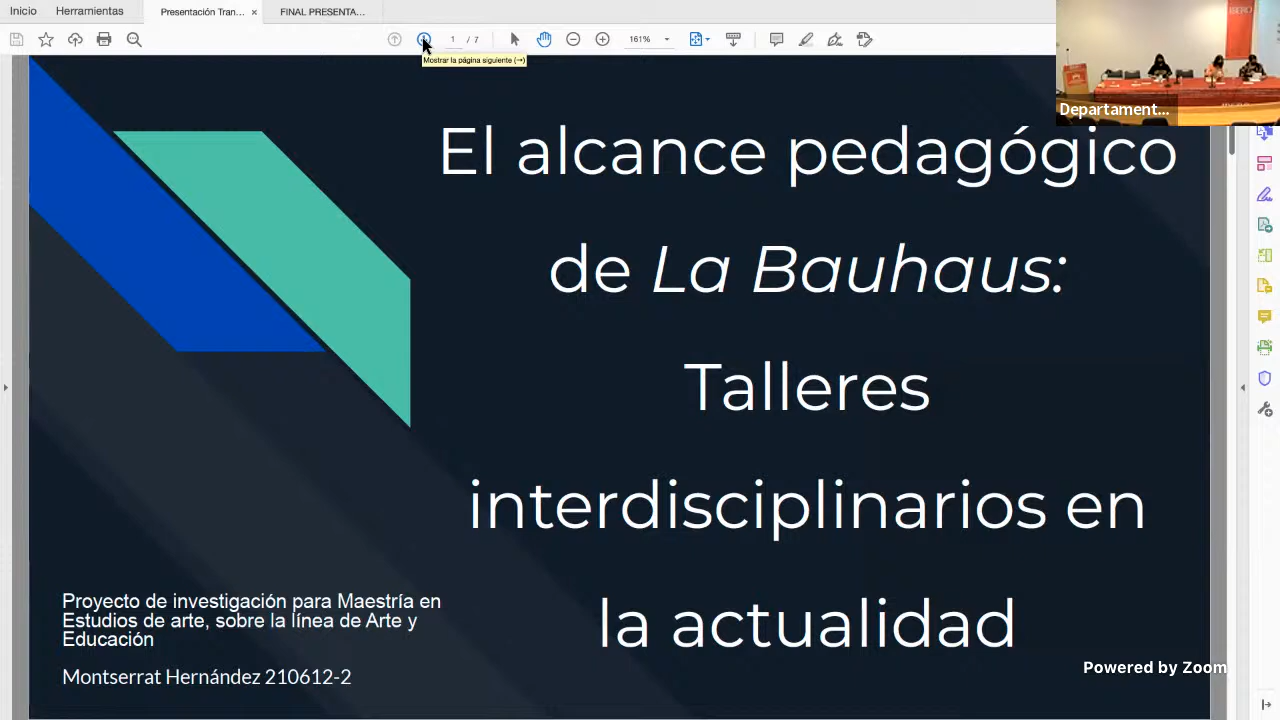 Inicio Herramientas Presentación Tran... × FINAL PRESENTA...
1 / 7 161%
Mostrar la página siguiente (→)
IBERO
Departament...
El alcance pedagógico
de La Bauhaus:
Talleres
interdisciplinarios en
la actualidad
Proyecto de investigación para Maestría en
Estudios de arte, sobre la línea de Arte y
Educación
Montserrat Hernández 210612-2
Powered by Zoom